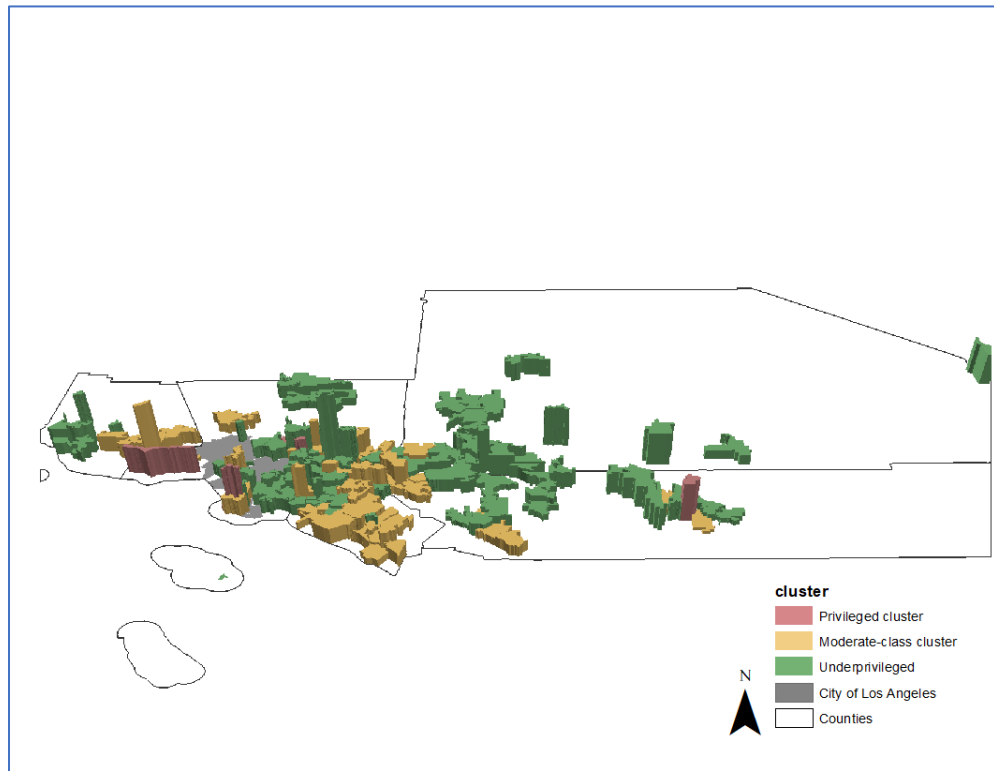 cluster
Privileged cluster
Moderate-class cluster
Underprivileged
City of Los Angeles
Counties
N